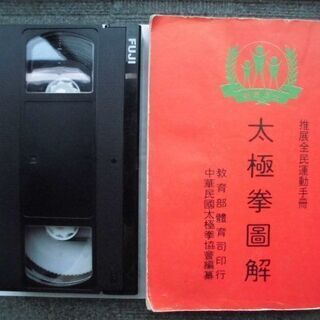 FUJI
推展全民運動手冊
太極拳圖解
教育部體育司印行
中華民國太極拳協會編纂